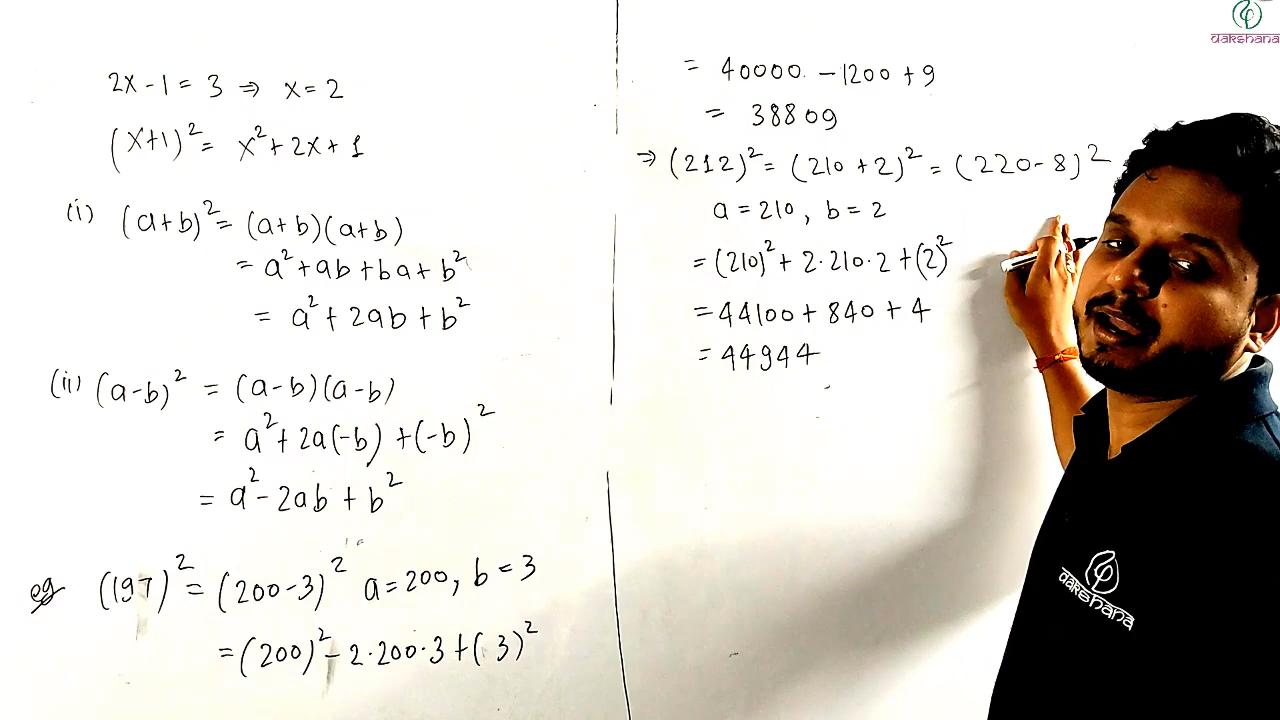 2x - 1 = 3 ⇒ x = 2
(x+1)² = x² + 2x + 1
(i) (a+b)² = (a+b)(a+b)
= a² + ab + ba + b²
= a² + 2ab + b²
(ii) (a-b)² = (a-b)(a-b)
= a² + 2a(-b) + (-b)²
= a² - 2ab + b²
eg (197)² = (200-3)² a = 200, b = 3
= (200)² - 2·200·3 + (3)²
= 40000 - 1200 + 9
= 38809
⇒ (212)² = (210 + 2)² = (220 - 8)²
a = 210, b = 2
= (210)² + 2·210·2 + (2)²
= 44100 + 840 + 4
= 44944
dakshana
dakshana